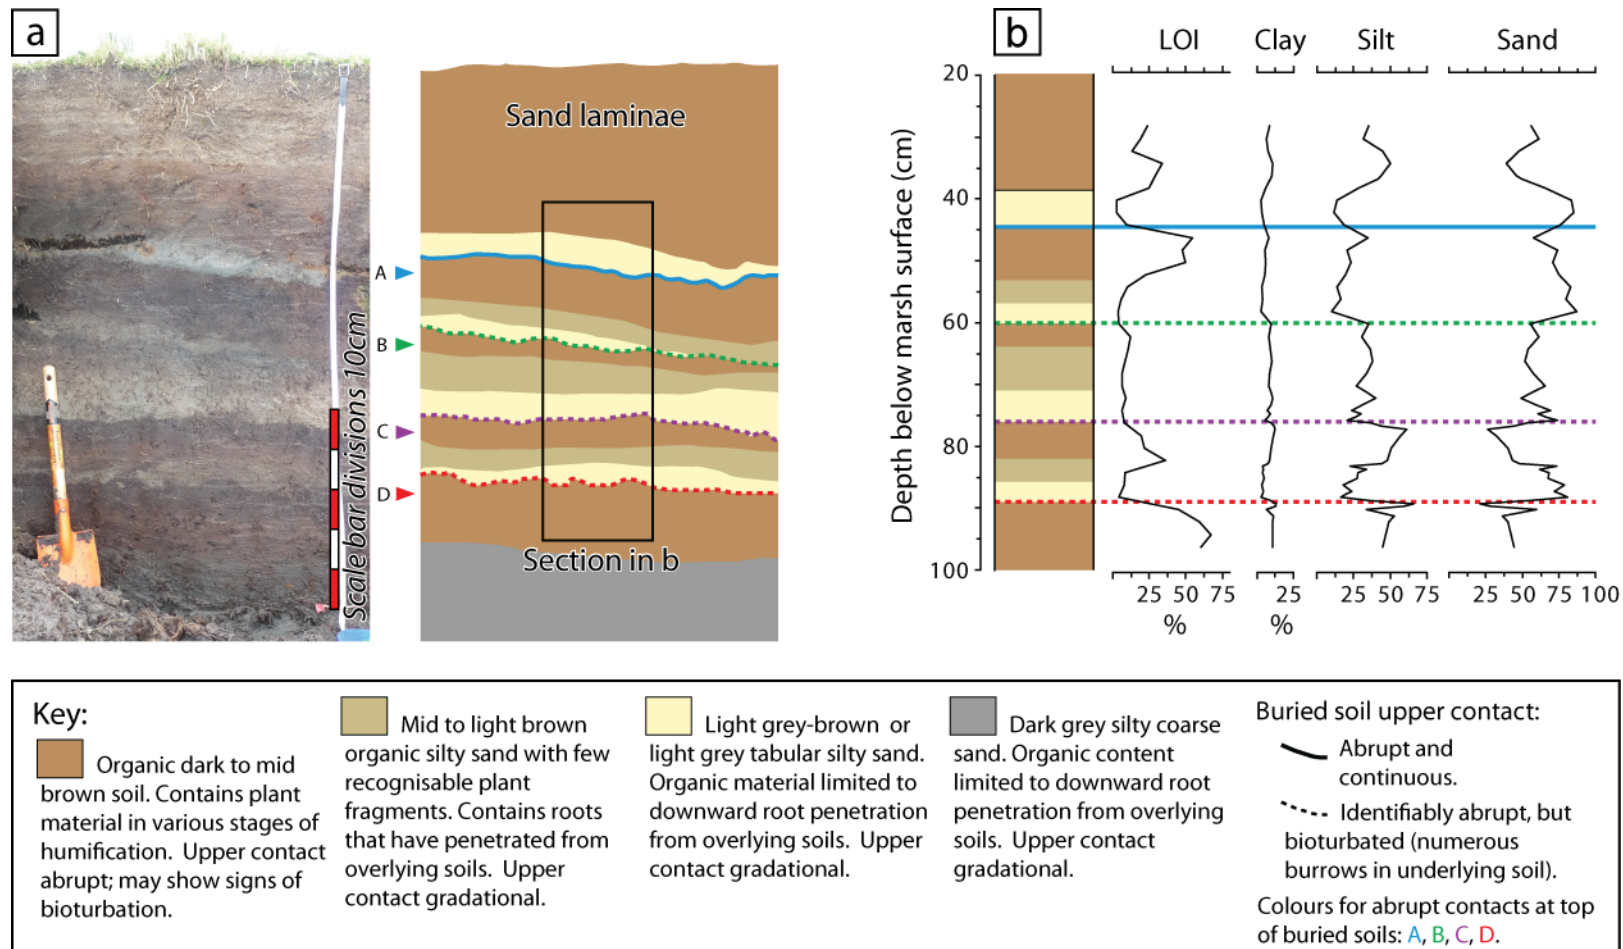 a
Sand laminae
A
B
C
D
Scale bar divisions 10cm
Section in b
b
LOI
Clay
Silt
Sand
Depth below marsh surface (cm)
20
40
60
80
100
25 50 75
25
25 50 75
25 50 75 100
%
%
Key:
Organic dark to mid
brown soil. Contains plant
material in various stages of
humification. Upper contact
abrupt; may show signs of
bioturbation.
Mid to light brown
organic silty sand with few
recognisable plant
fragments. Contains roots
that have penetrated from
overlying soils. Upper
contact gradational.
Light grey-brown or
light grey tabular silty sand.
Organic material limited to
downward root penetration
from overlying soils. Upper
contact gradational.
Dark grey silty coarse
sand. Organic content
limited to downward root
penetration from overlying
soils. Upper contact
gradational.
Buried soil upper contact:
Abrupt and
continuous.
Identifiably abrupt, but
bioturbated (numerous
burrows in underlying soil).
Colours for abrupt contacts at top
of buried soils: A, B, C, D.